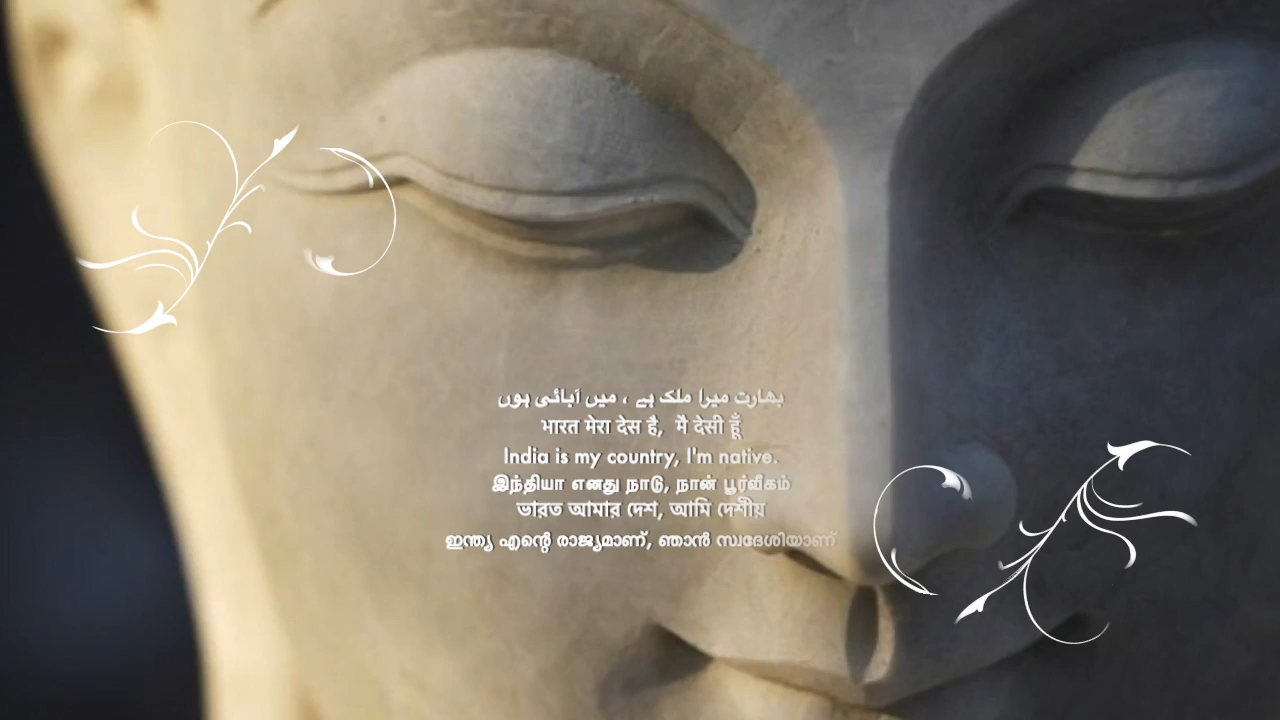 بھارت میرا ملک ہے ، میں آبائی ہوں
भारत मेरा देस है, मै देसी हूँ
India is my country, I'm native.
இந்தியா எனது நாடு, நான் பூர்வீகம்
ভারত আমার দেশ, আমি দেশীয়
ഇന്ത്യ എന്റെ രാജ്യമാണ്, ഞാൻ സ്വദേശിയാണ്